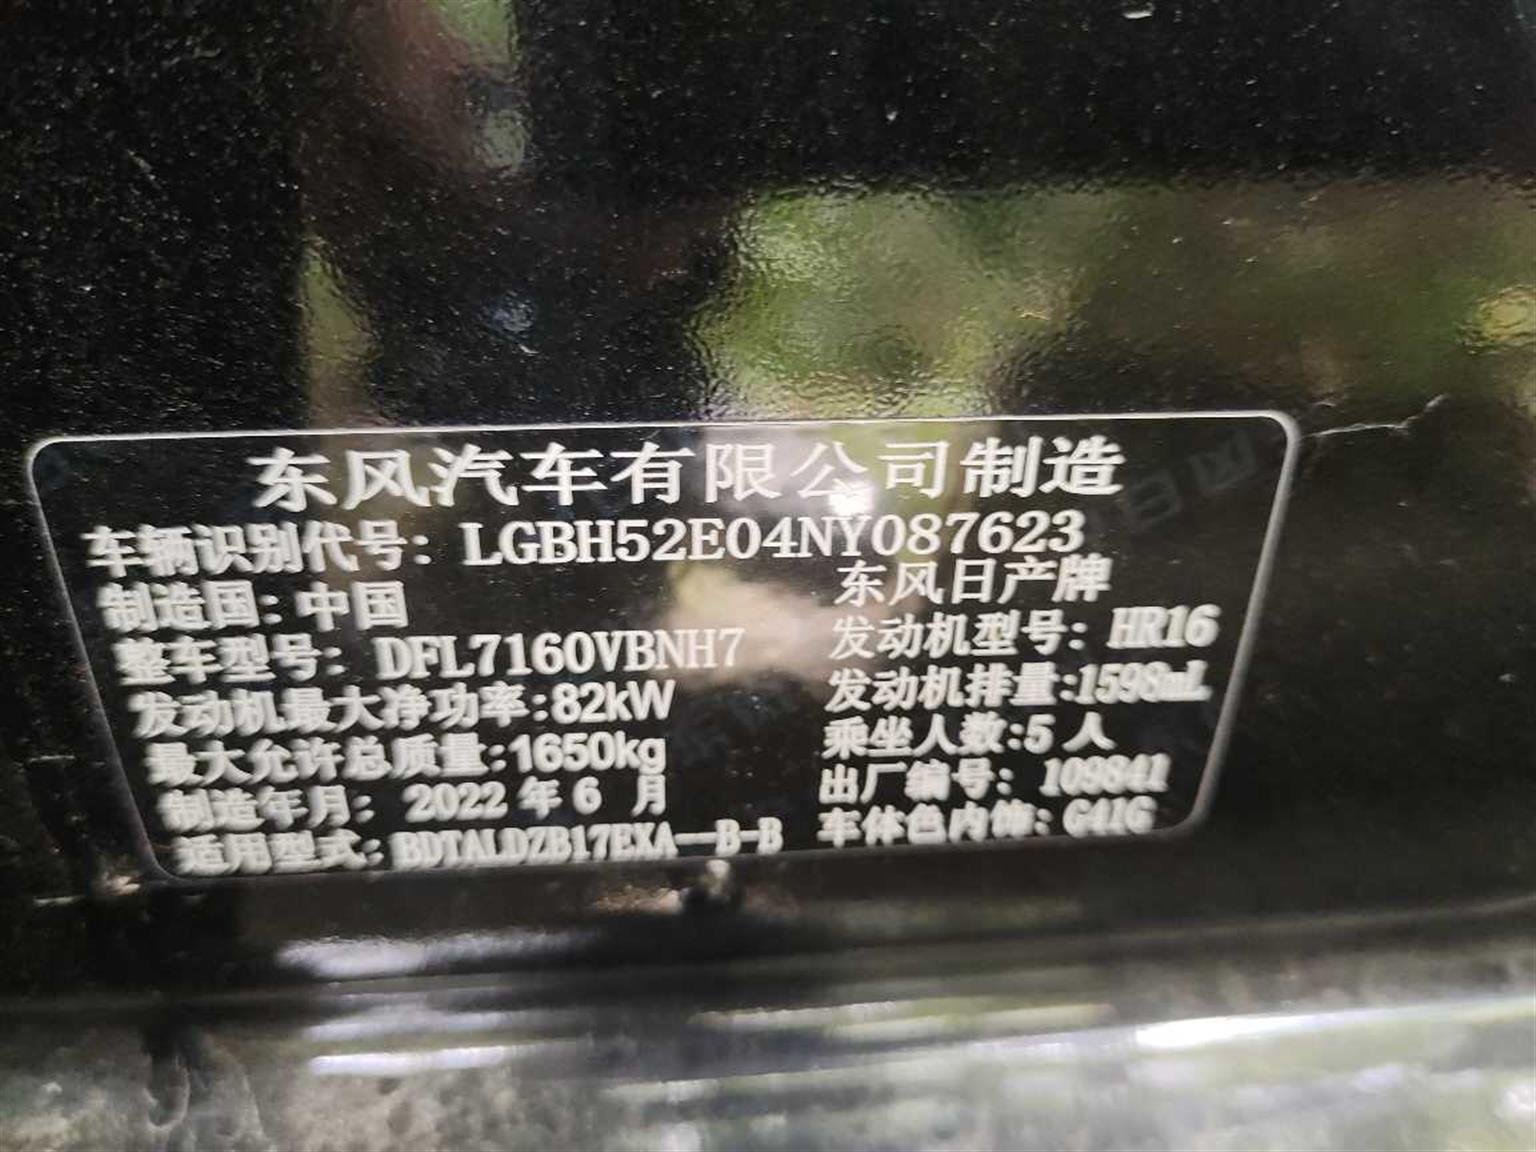 东风汽车有限公司制造
车辆识别代号：LGBH52E04NY087623
制造国：中国 东风日产牌
整车型号：DFL7160VBNH7 发动机型号：HR16
发动机最大净功率：82kW 发动机排量：1598mL
最大允许总质量：1650kg 乘坐人数：5 人
制造年月：2022 年 6 月 出厂编号：109841
适用型式：BDTALDZB17EXA—B-B 车体色内饰：G41G